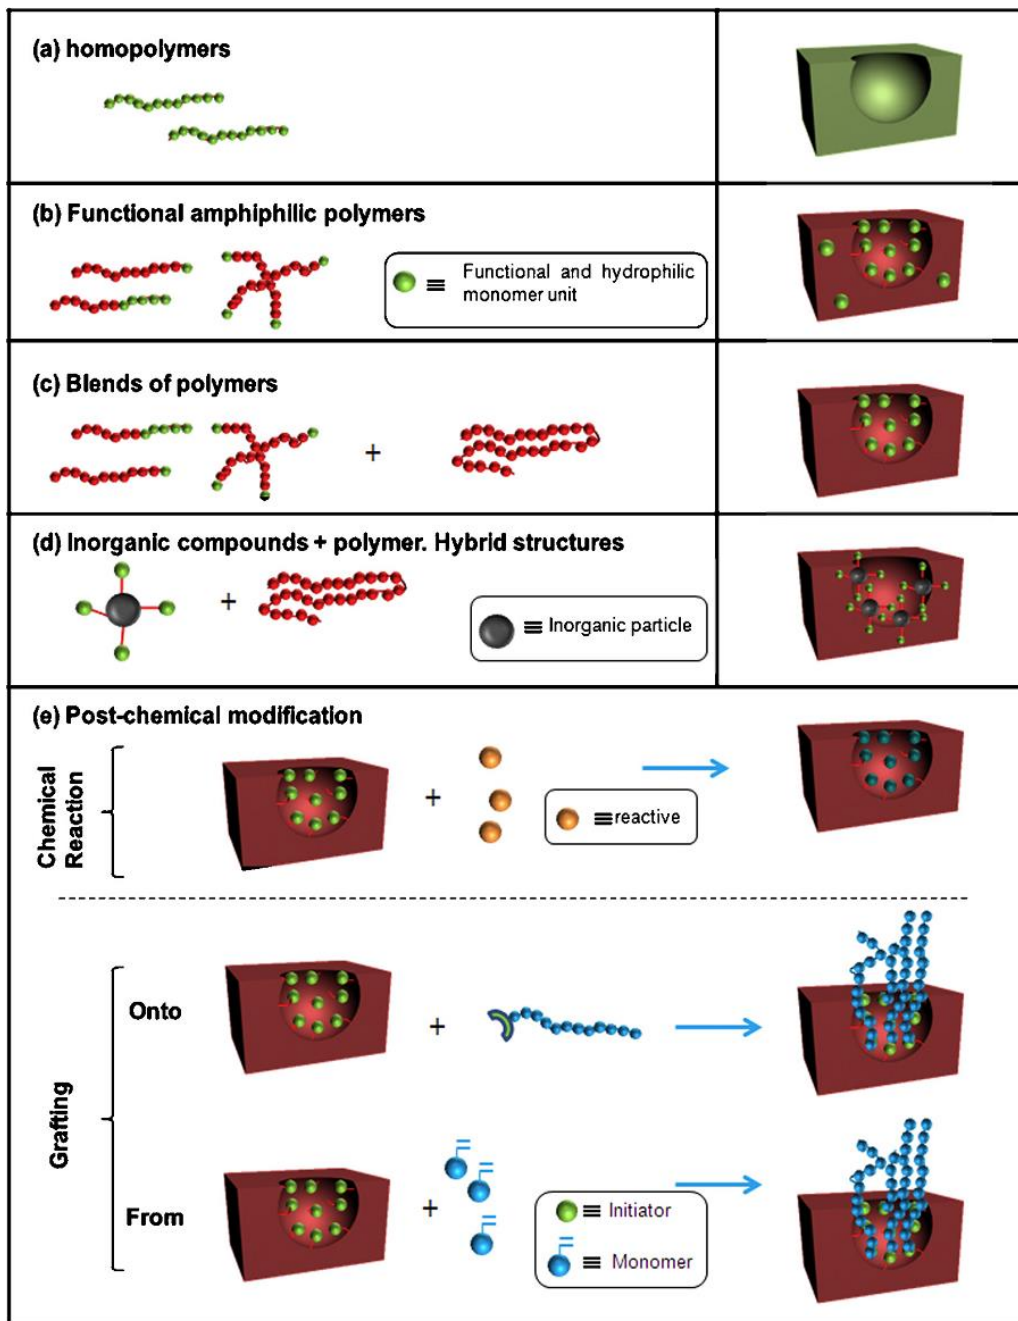 (a) homopolymers
(b) Functional amphiphilic polymers
≡ Functional and hydrophilic
monomer unit
(c) Blends of polymers
+
(d) Inorganic compounds + polymer. Hybrid structures
+
≡ Inorganic particle
(e) Post-chemical modification
Chemical
Reaction
+
≡reactive
Grafting
Onto
+
From
+
≡ Initiator
≡ Monomer